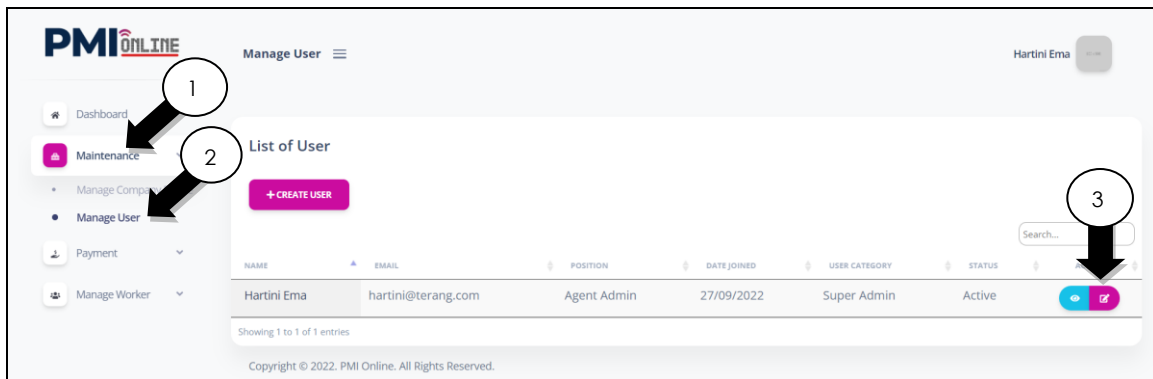 PMI ONLINE
Manage User
Hartini Ema
1
Dashboard
Maintenance
2
List of User
Manage Company
+ CREATE USER
Manage User
3
Search...
Payment
NAME EMAIL POSITION DATE JOINED USER CATEGORY STATUS
Manage Worker
Hartini Ema hartini@terang.com Agent Admin 27/09/2022 Super Admin Active
Showing 1 to 1 of 1 entries
Copyright © 2022. PMI Online. All Rights Reserved.